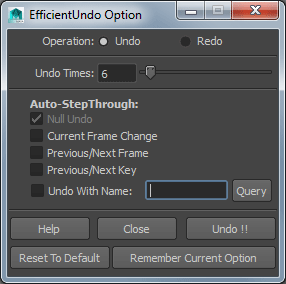 EfficientUndo Option
Operation: Undo Redo
Undo Times: 6
Auto-StepThrough:
Null Undo
Current Frame Change
Previous/Next Frame
Previous/Next Key
Undo With Name: Query
Help Close Undo !!
Reset To Default Remember Current Option